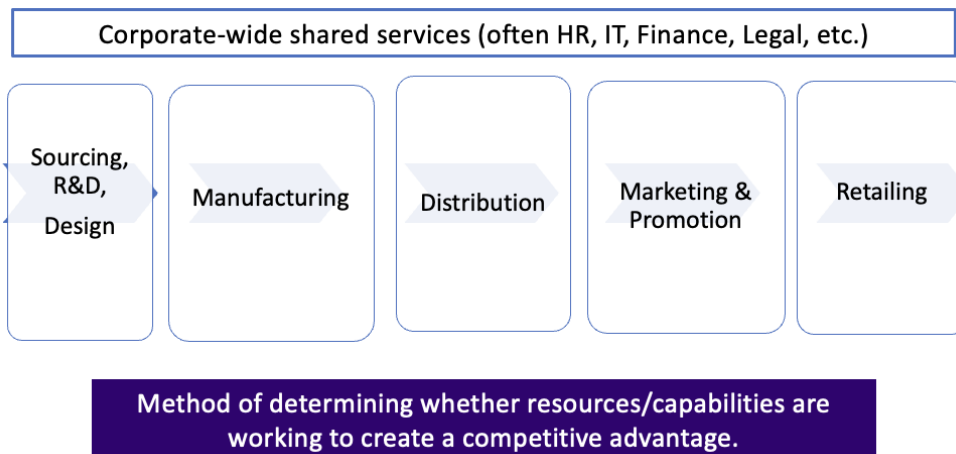 Corporate-wide shared services (often HR, IT, Finance, Legal, etc.)
Sourcing,
R&D,
Design
Manufacturing
Distribution
Marketing &
Promotion
Retailing
Method of determining whether resources/capabilities are
working to create a competitive advantage.